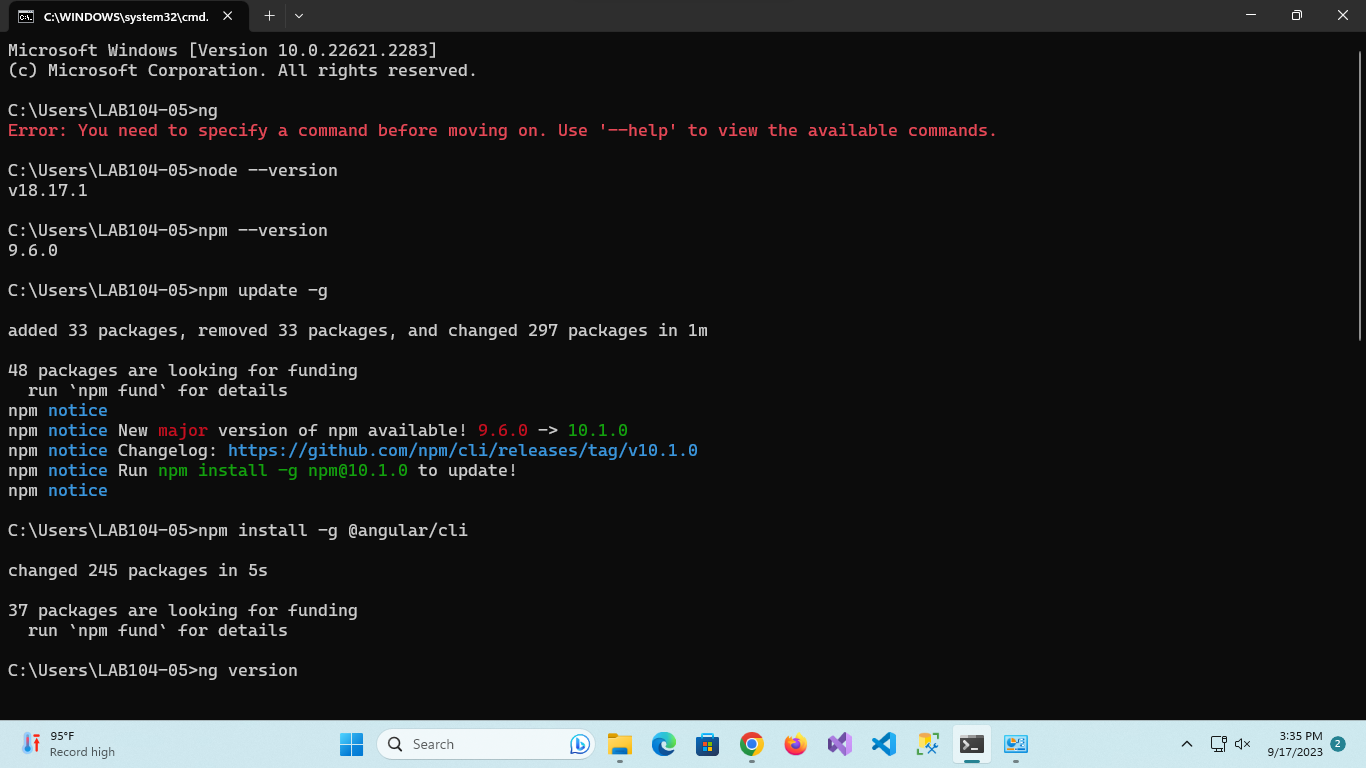 C:\WINDOWS\system32\cmd.
Microsoft Windows [Version 10.0.22621.2283]
(c) Microsoft Corporation. All rights reserved.
C:\Users\LAB104-05>ng
Error: You need to specify a command before moving on. Use '--help' to view the available commands.
C:\Users\LAB104-05>node --version
v18.17.1
C:\Users\LAB104-05>npm --version
9.6.0
C:\Users\LAB104-05>npm update -g
added 33 packages, removed 33 packages, and changed 297 packages in 1m
48 packages are looking for funding
  run `npm fund` for details
npm notice
npm notice New major version of npm available! 9.6.0 -> 10.1.0
npm notice Changelog: https://github.com/npm/cli/releases/tag/v10.1.0
npm notice Run npm install -g npm@10.1.0 to update!
npm notice
C:\Users\LAB104-05>npm install -g @angular/cli
changed 245 packages in 5s
37 packages are looking for funding
  run `npm fund` for details
C:\Users\LAB104-05>ng version
95°F
Record high
Search
3:35 PM
9/17/2023
2